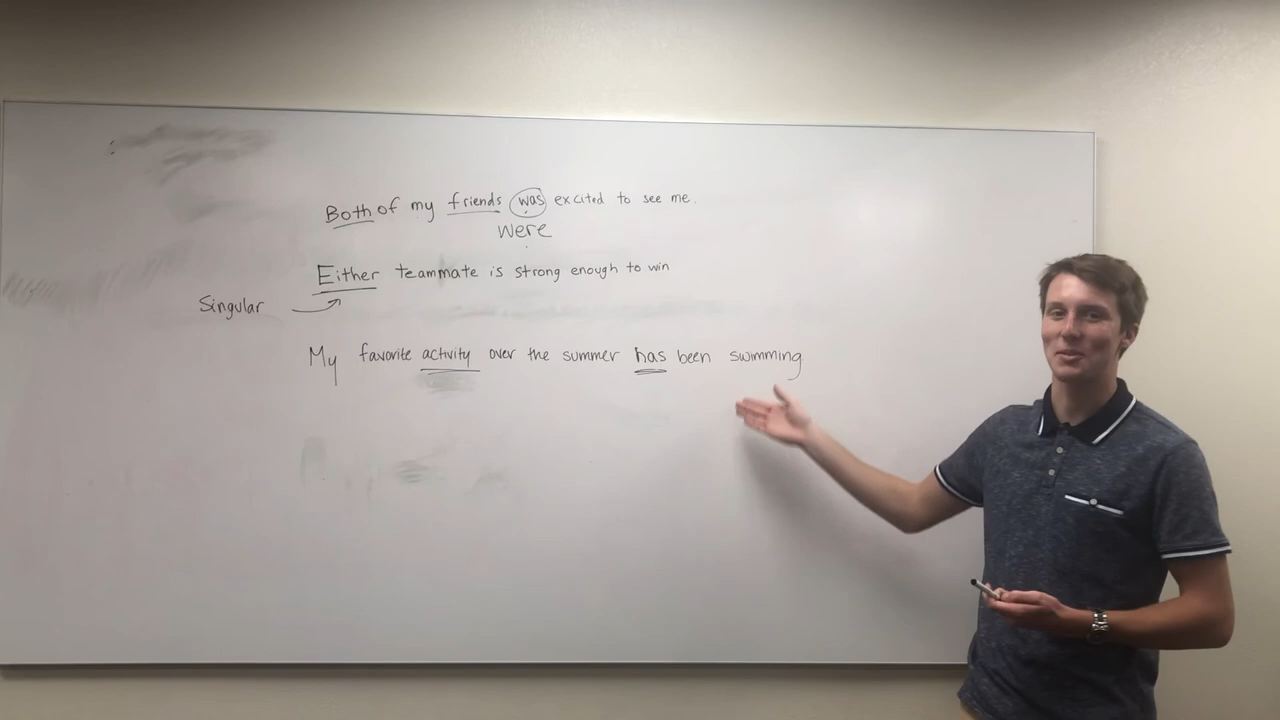 Both of my friends was excited to see me.
were
Either teammate is strong enough to win
Singular
My favorite activity over the summer has been swimming